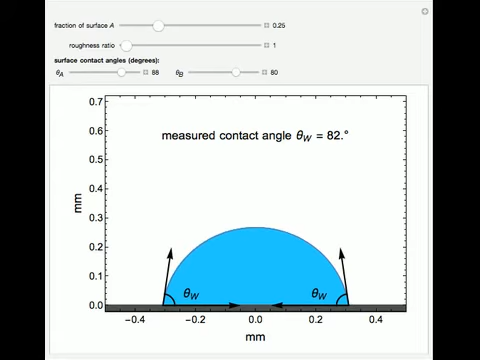 fraction of surface A 0.25
roughness ratio 1
surface contact angles (degrees):
θA 88 θB 80
0.7
measured contact angle θW = 82.°
0.6
0.5
0.4
mm
0.3
0.2
0.1
θW θW
0.0
−0.4 −0.2 0.0 0.2 0.4
mm